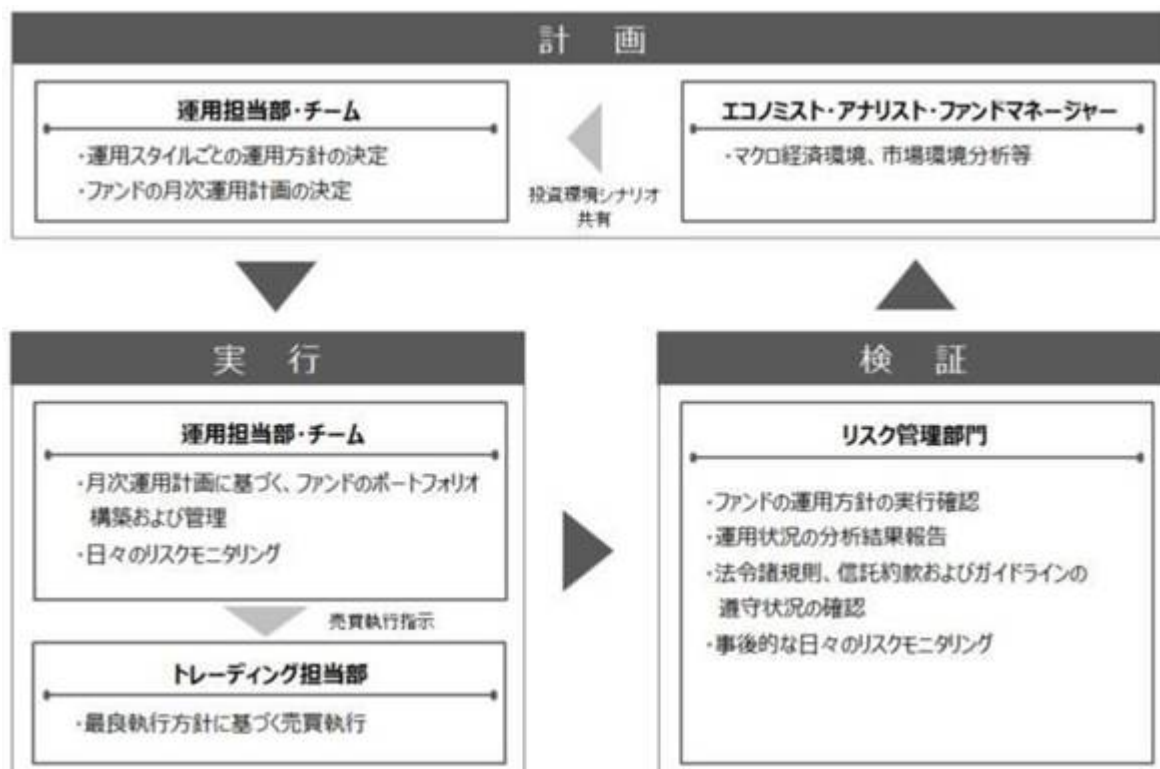 計 画
運用担当部・チーム
・運用スタイルごとの運用方針の決定
・ファンドの月次運用計画の決定
投資環境シナリオ
共有
エコノミスト・アナリスト・ファンドマネージャー
・マクロ経済環境、市場環境分析等
実 行
運用担当部・チーム
・月次運用計画に基づく、ファンドのポートフォリオ
構築および管理
・日々のリスクモニタリング
売買執行指示
トレーディング担当部
・最良執行方針に基づく売買執行
検 証
リスク管理部門
・ファンドの運用方針の実行確認
・運用状況の分析結果報告
・法令諸規則、信託約款およびガイドラインの
遵守状況の確認
・事後的な日々のリスクモニタリング